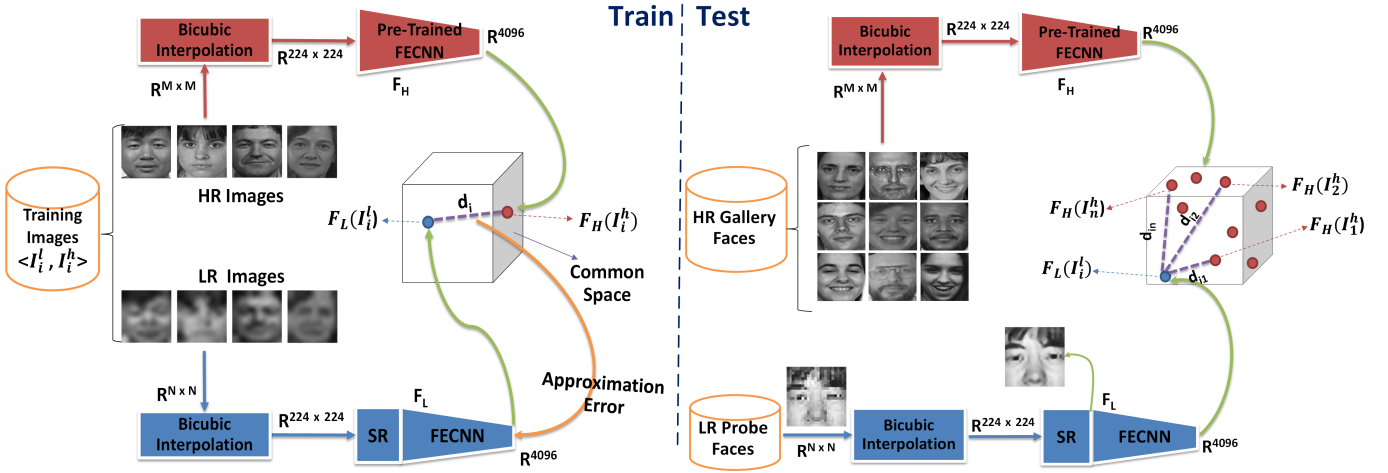 Train
Bicubic
Interpolation
R^224 x 224
Pre-Trained
FECNN
R^4096
F_H
R^M x M
HR Images
Training
Images
<I_i^l , I_i^h>
LR Images
F_L(I_i^l)
d_i
F_H(I_i^h)
Common
Space
R^N x N
Bicubic
Interpolation
R^224 x 224
SR
F_L
FECNN
R^4096
Approximation
Error
Test
Bicubic
Interpolation
R^224 x 224
Pre-Trained
FECNN
R^4096
F_H
R^M x M
HR Gallery
Faces
F_H(I_n^h)
F_H(I_2^h)
F_H(I_1^h)
d_in
d_i2
d_i1
F_L(I_i^l)
LR Probe
Faces
R^N x N
Bicubic
Interpolation
R^224 x 224
SR
F_L
FECNN
R^4096